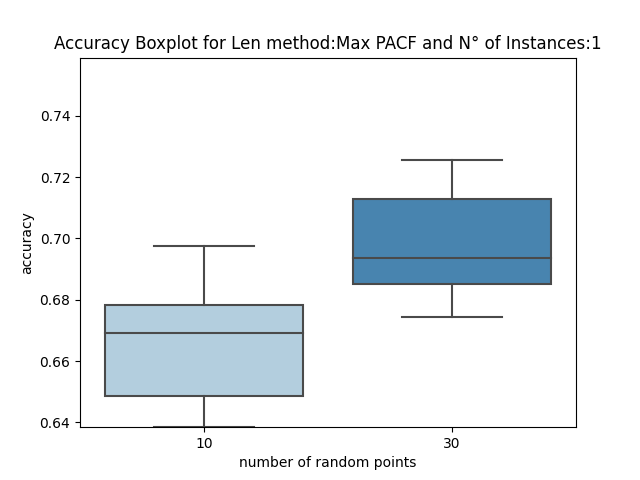 Accuracy Boxplot for Len method:Max PACF and N° of Instances:1
0.74
0.72
0.70
0.68
0.66
0.64
accuracy
10 30
number of random points